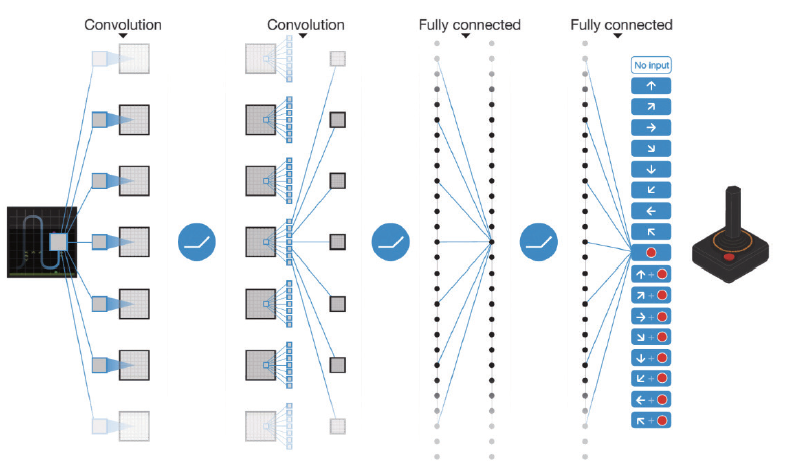 Convolution
Convolution
Fully connected
Fully connected
No input
+
+
+
+
+
+
+
+